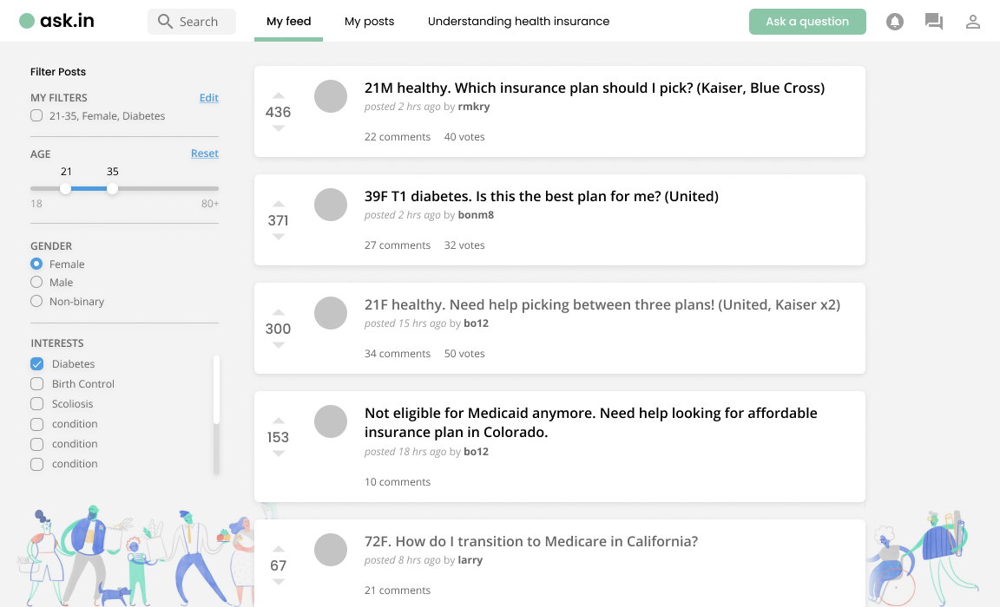 ask.in
Search
My feed
My posts
Understanding health insurance
Ask a question
Filter Posts
MY FILTERS
Edit
21-35, Female, Diabetes
AGE
Reset
21
35
18
80+
GENDER
Female
Male
Non-binary
INTERESTS
Diabetes
Birth Control
Scoliosis
condition
condition
condition
436
21M healthy. Which insurance plan should I pick? (Kaiser, Blue Cross)
posted 2 hrs ago by rmkry
22 comments 40 votes
371
39F T1 diabetes. Is this the best plan for me? (United)
posted 2 hrs ago by bonm8
27 comments 32 votes
300
21F healthy. Need help picking between three plans! (United, Kaiser x2)
posted 15 hrs ago by bo12
34 comments 50 votes
153
Not eligible for Medicaid anymore. Need help looking for affordable
insurance plan in Colorado.
posted 18 hrs ago by bo12
10 comments
67
72F. How do I transition to Medicare in California?
posted 8 hrs ago by larry
21 comments